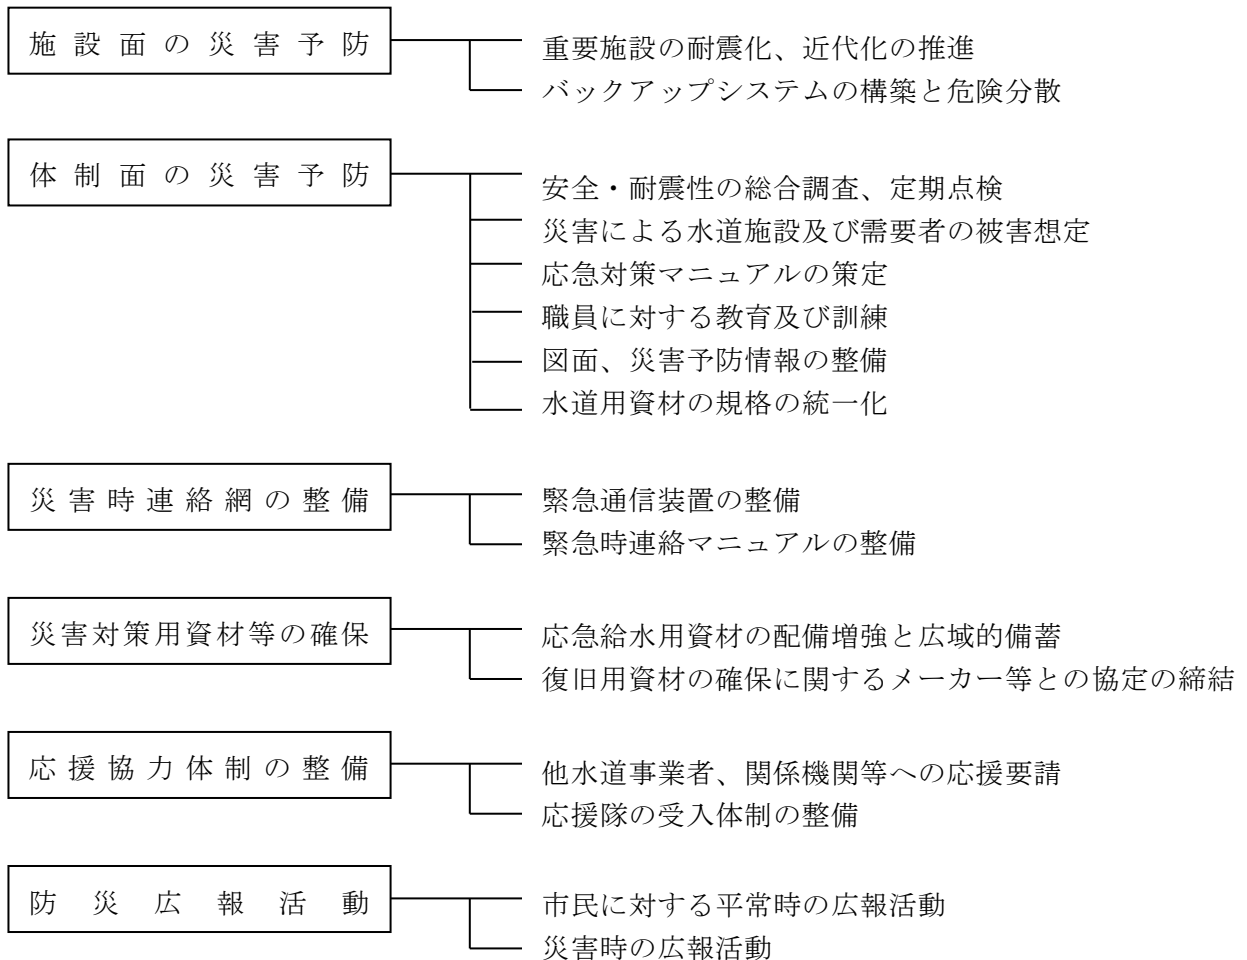 施設面の災害予防
重要施設の耐震化、近代化の推進
バックアップシステムの構築と危険分散
体制面の災害予防
安全・耐震性の総合調査、定期点検
災害による水道施設及び需要者の被害想定
応急対策マニュアルの策定
職員に対する教育及び訓練
図面、災害予防情報の整備
水道用資材の規格の統一化
災害時連絡網の整備
緊急通信装置の整備
緊急時連絡マニュアルの整備
災害対策用資材等の確保
応急給水用資材の配備増強と広域的備蓄
復旧用資材の確保に関するメーカー等との協定の締結
応援協力体制の整備
他水道事業者、関係機関等への応援要請
応援隊の受入体制の整備
防災広報活動
市民に対する平常時の広報活動
災害時の広報活動